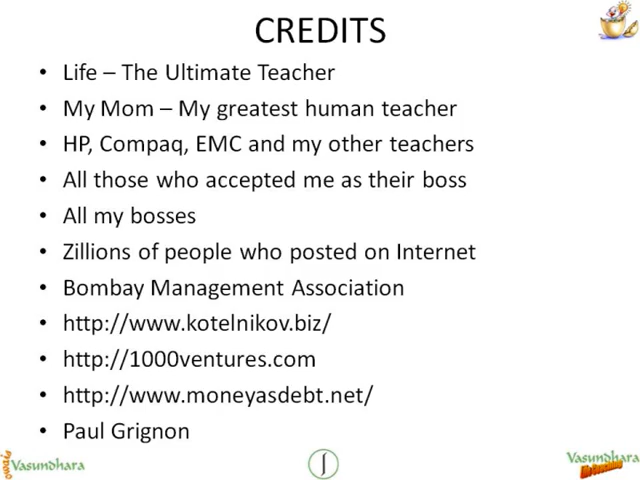 CREDITS
• Life – The Ultimate Teacher
• My Mom – My greatest human teacher
• HP, Compaq, EMC and my other teachers
• All those who accepted me as their boss
• All my bosses
• Zillions of people who posted on Internet
• Bombay Management Association
• http://www.kotelnikov.biz/
• http://1000ventures.com
• http://www.moneyasdebt.net/
• Paul Grignon
Vasundhara
Vasundhara